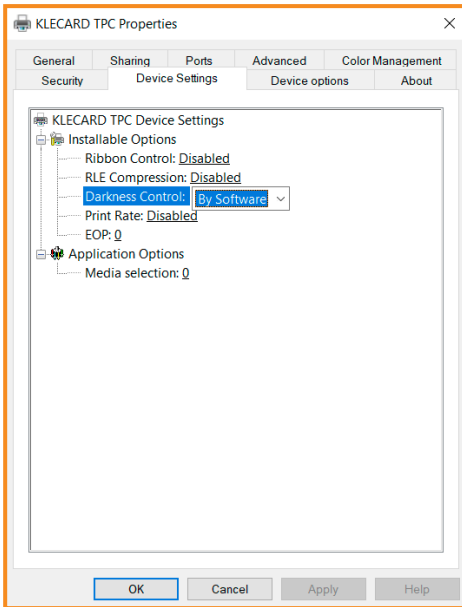 KLECARD TPC Properties
General Sharing Ports Advanced Color Management
Security Device Settings Device options About
KLECARD TPC Device Settings
Installable Options
Ribbon Control: Disabled
RLE Compression: Disabled
Darkness Control: By Software
Print Rate: Disabled
EOP: 0
Application Options
Media selection: 0
OK Cancel Apply Help